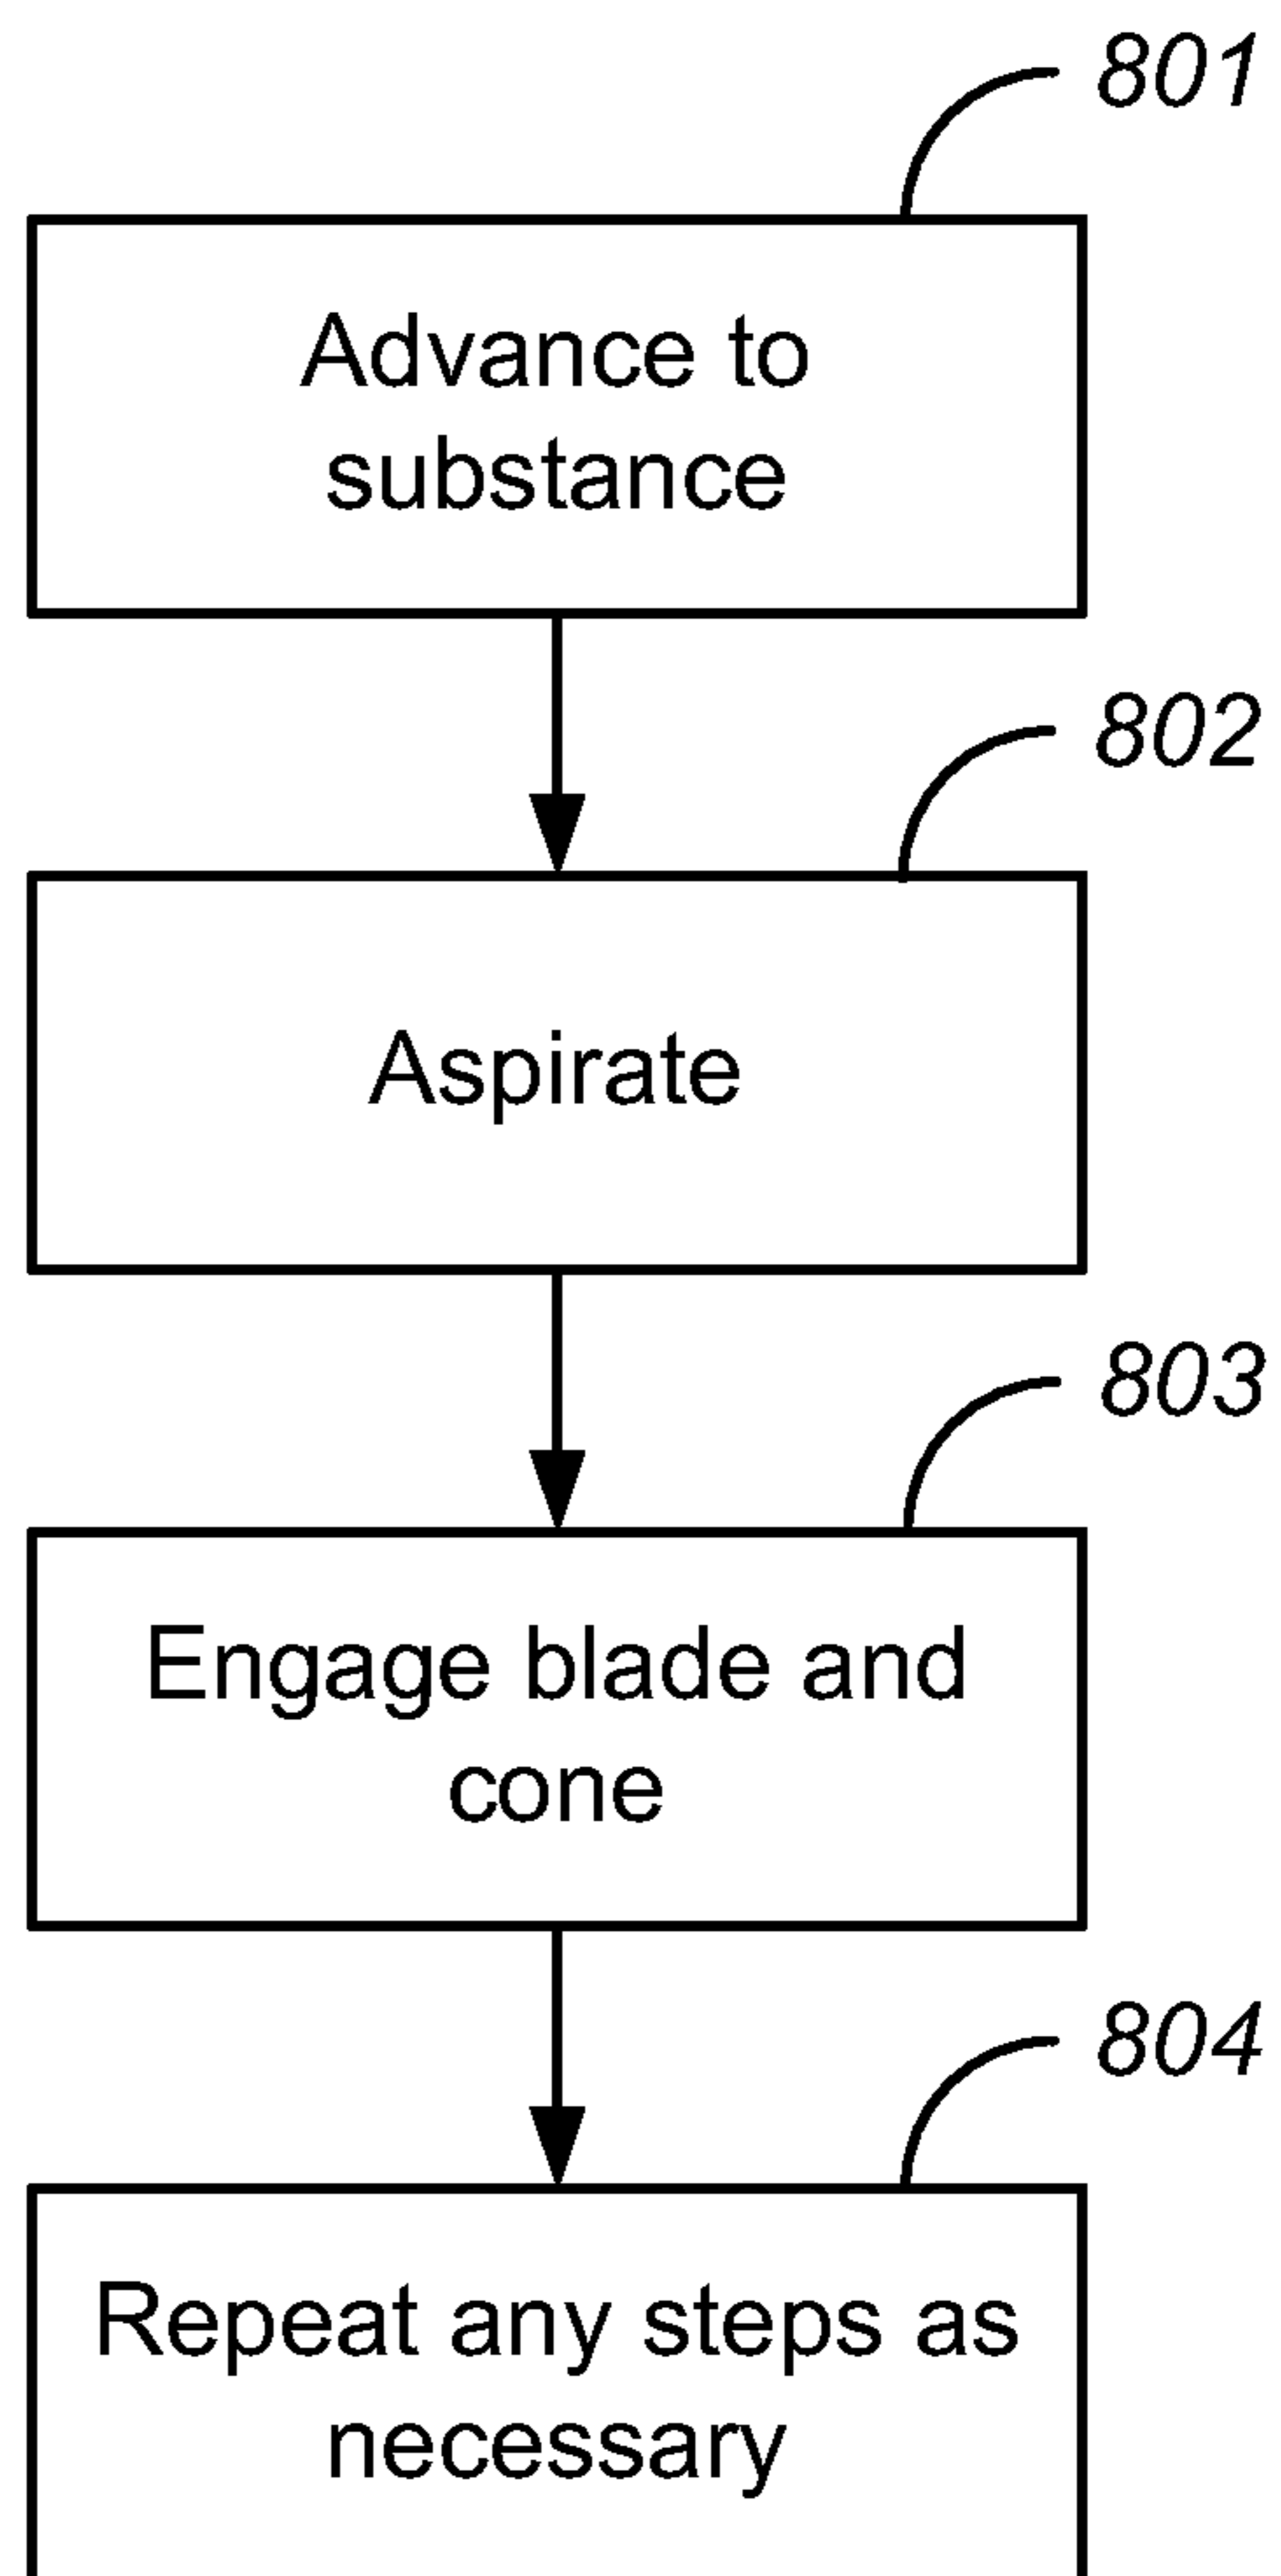 801
Advance to
substance
802
Aspirate
803
Engage blade and
cone
804
Repeat any steps as
necessary